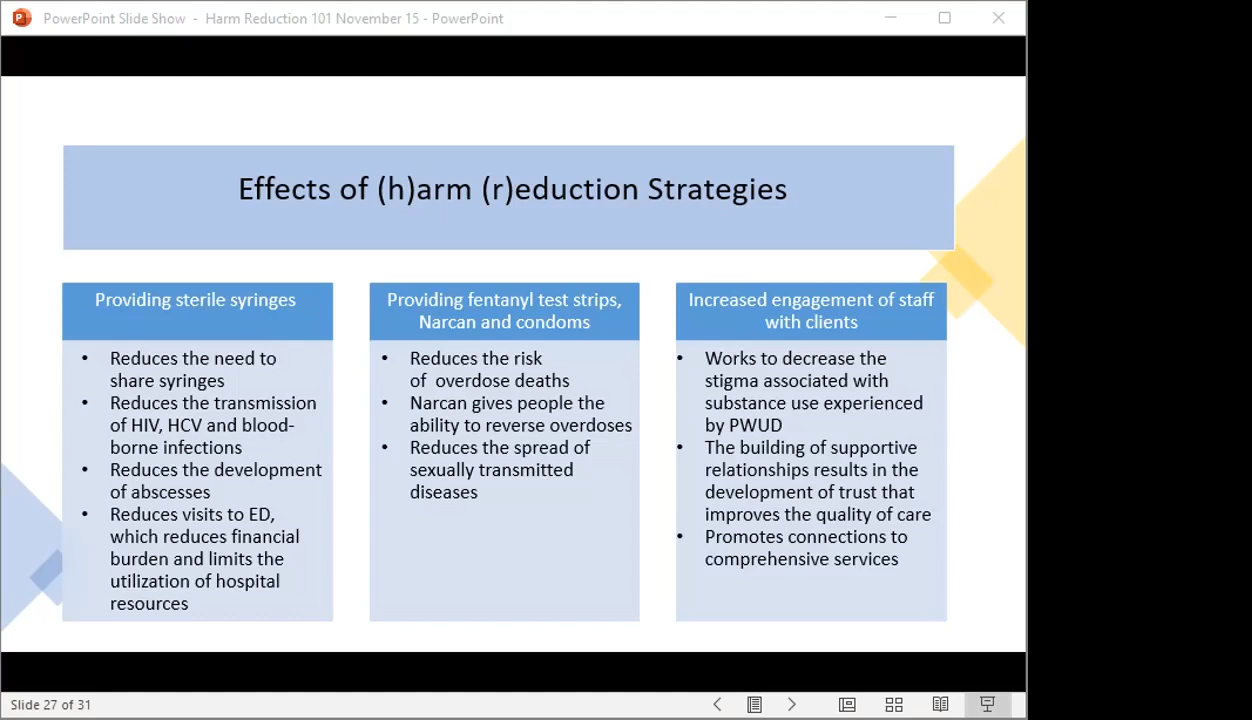 PowerPoint Slide Show - Harm Reduction 101 November 15 - PowerPoint
Effects of (h)arm (r)eduction Strategies
Providing sterile syringes
• Reduces the need to
share syringes
• Reduces the transmission
of HIV, HCV and blood-
borne infections
• Reduces the development
of abscesses
• Reduces visits to ED,
which reduces financial
burden and limits the
utilization of hospital
resources
Providing fentanyl test strips,
Narcan and condoms
• Reduces the risk
of overdose deaths
• Narcan gives people the
ability to reverse overdoses
• Reduces the spread of
sexually transmitted
diseases
Increased engagement of staff
with clients
• Works to decrease the
stigma associated with
substance use experienced
by PWUD
• The building of supportive
relationships results in the
development of trust that
improves the quality of care
• Promotes connections to
comprehensive services
Slide 27 of 31